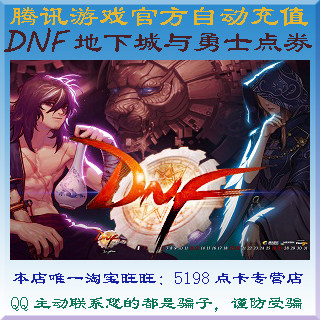 腾讯游戏官方自动充值
DNF地下城与勇士点券
DNF
本店唯一淘宝旺旺：5198点卡专营店
QQ主动联系您的都是骗子，谨防受骗